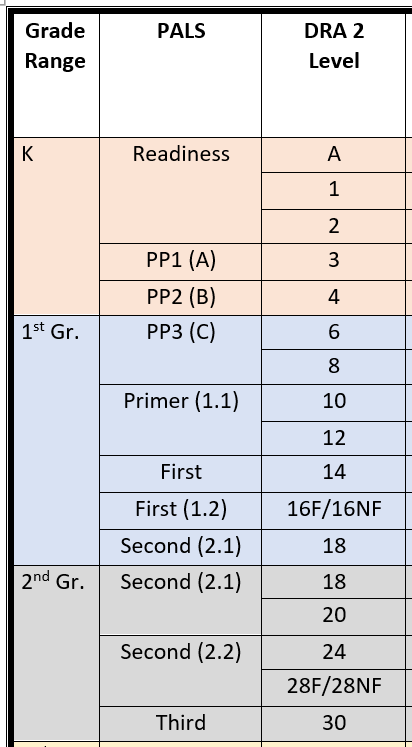 Grade Range PALS DRA 2 Level
K Readiness A
1
2
PP1 (A) 3
PP2 (B) 4
1st Gr. PP3 (C) 6
8
Primer (1.1) 10
12
First 14
First (1.2) 16F/16NF
Second (2.1) 18
2nd Gr. Second (2.1) 18
20
Second (2.2) 24
28F/28NF
Third 30